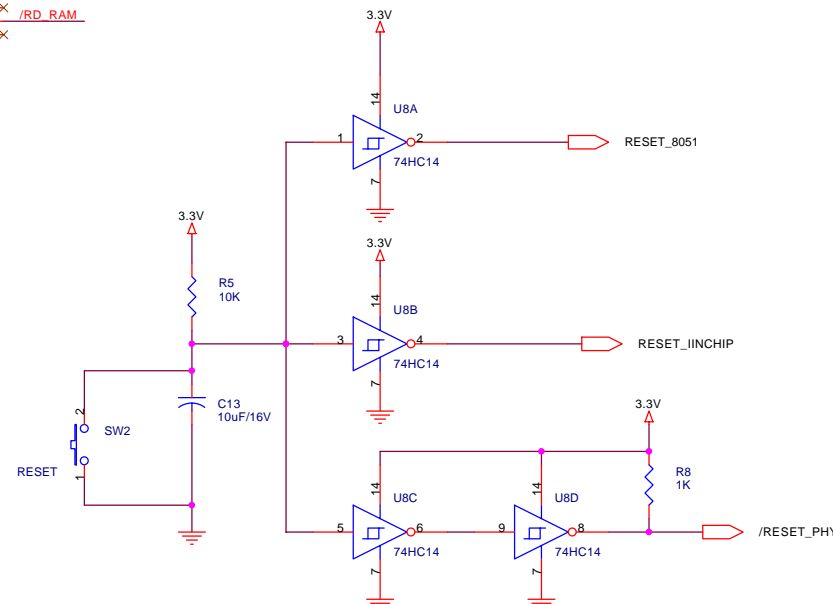 /RD_RAM
3.3V
14
U8A
1
2
RESET_8051
74HC14
7
3.3V
3.3V
14
R5
10K
U8B
3
4
RESET_IINCHIP
74HC14
7
C13
10uF/16V
3.3V
2
SW2
RESET
1
R8
1K
14
U8C
14
U8D
5
6
9
8
/RESET_PHY
74HC14
74HC14
7
7